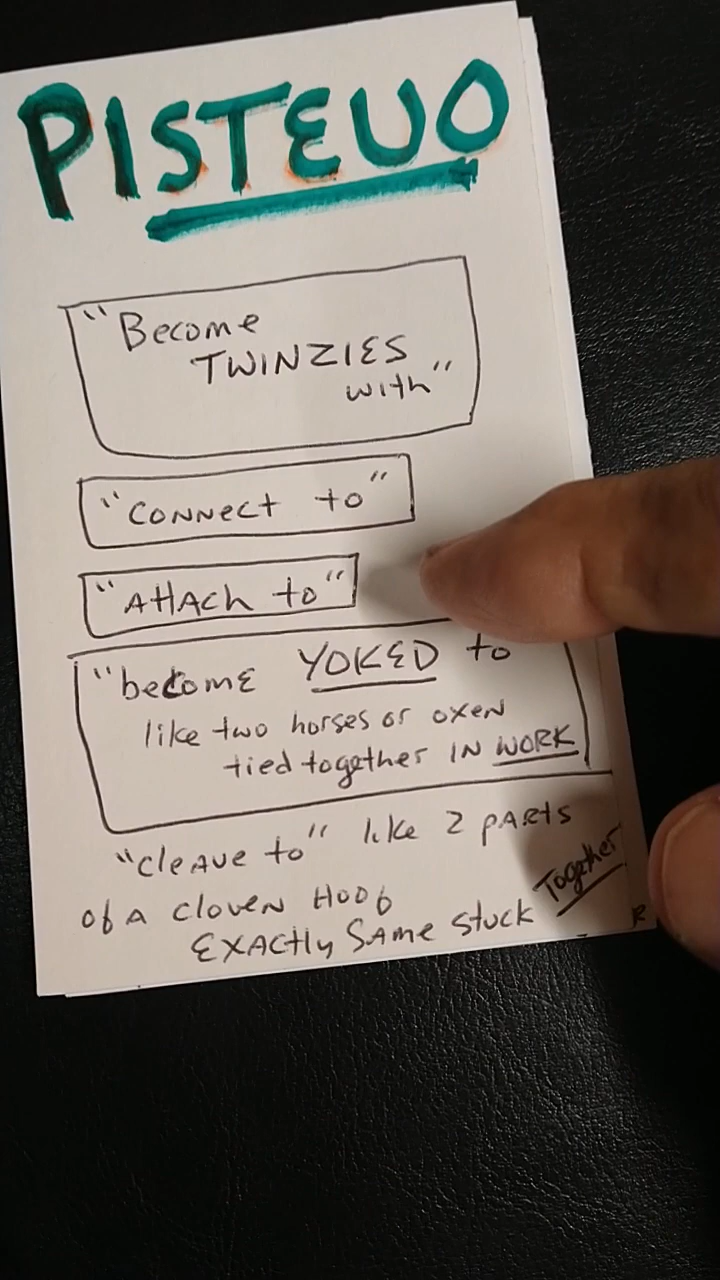 PISTEUO
"Become
TWINZIES
with"
"CONNECT to"
"Attach to"
"become YOKED to
like two horses or oxen
tied together IN WORK
"cleave to" like 2 parts
of a cloven Hoof
Exactly Same stuck Together